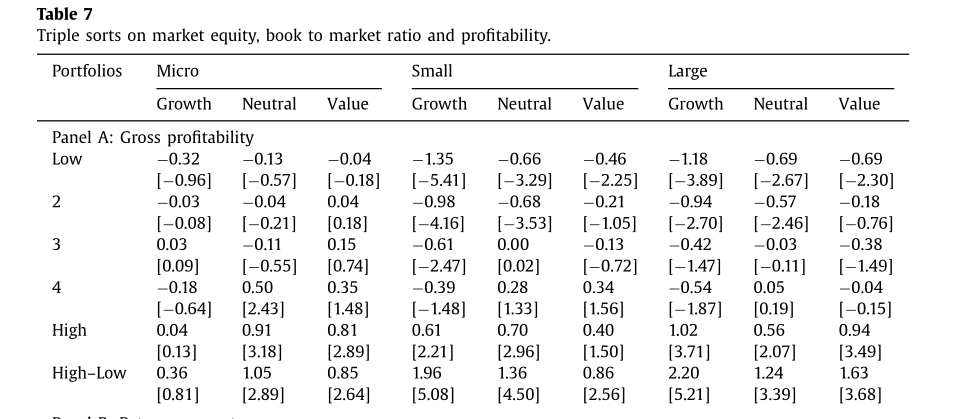 Table 7
Triple sorts on market equity, book to market ratio and profitability.
Portfolios Micro Small Large
Growth Neutral Value Growth Neutral Value Growth Neutral Value
Panel A: Gross profitability
Low −0.32 −0.13 −0.04 −1.35 −0.66 −0.46 −1.18 −0.69 −0.69
[−0.96] [−0.57] [−0.18] [−5.41] [−3.29] [−2.25] [−3.89] [−2.67] [−2.30]
2 −0.03 −0.04 0.04 −0.98 −0.68 −0.21 −0.94 −0.57 −0.18
[−0.08] [−0.21] [0.18] [−4.16] [−3.53] [−1.05] [−2.70] [−2.46] [−0.76]
3 0.03 −0.11 0.15 −0.61 0.00 −0.13 −0.42 −0.03 −0.38
[0.09] [−0.55] [0.74] [−2.47] [0.02] [−0.72] [−1.47] [−0.11] [−1.49]
4 −0.18 0.50 0.35 −0.39 0.28 0.34 −0.54 0.05 −0.04
[−0.64] [2.43] [1.48] [−1.48] [1.33] [1.56] [−1.87] [0.19] [−0.15]
High 0.04 0.91 0.81 0.61 0.70 0.40 1.02 0.56 0.94
[0.13] [3.18] [2.89] [2.21] [2.96] [1.50] [3.71] [2.07] [3.49]
High–Low 0.36 1.05 0.85 1.96 1.36 0.86 2.20 1.24 1.63
[0.81] [2.89] [2.64] [5.08] [4.50] [2.56] [5.21] [3.39] [3.68]